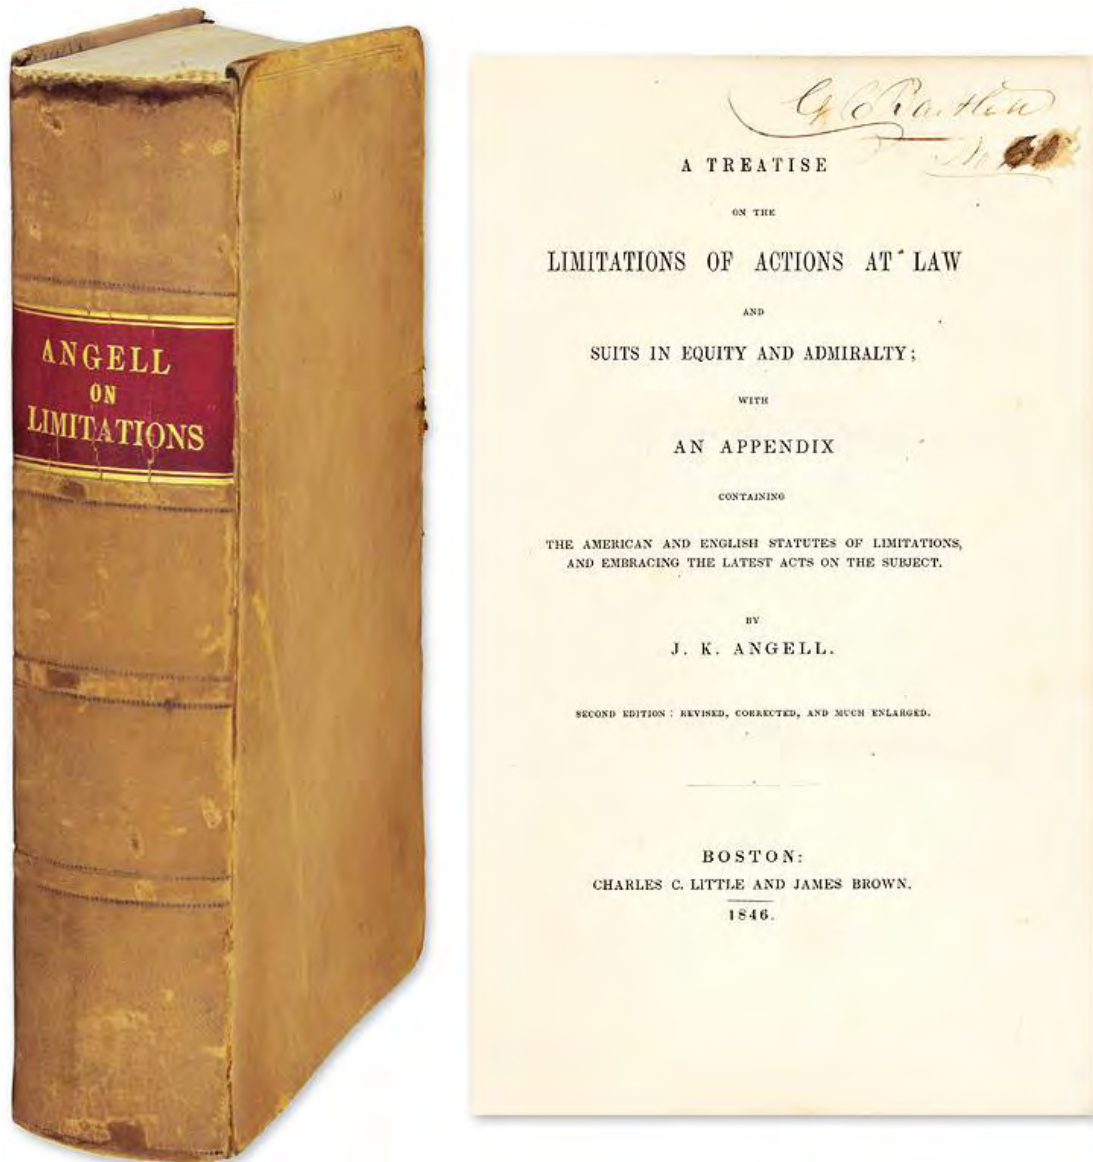 ANGELL
ON
LIMITATIONS
A TREATISE
ON THE
LIMITATIONS OF ACTIONS AT LAW
AND
SUITS IN EQUITY AND ADMIRALTY;
WITH
AN APPENDIX
CONTAINING
THE AMERICAN AND ENGLISH STATUTES OF LIMITATIONS,
AND EMBRACING THE LATEST ACTS ON THE SUBJECT.
BY
J. K. ANGELL.
SECOND EDITION: REVISED, CORRECTED, AND MUCH ENLARGED.
BOSTON:
CHARLES C. LITTLE AND JAMES BROWN.
1846.